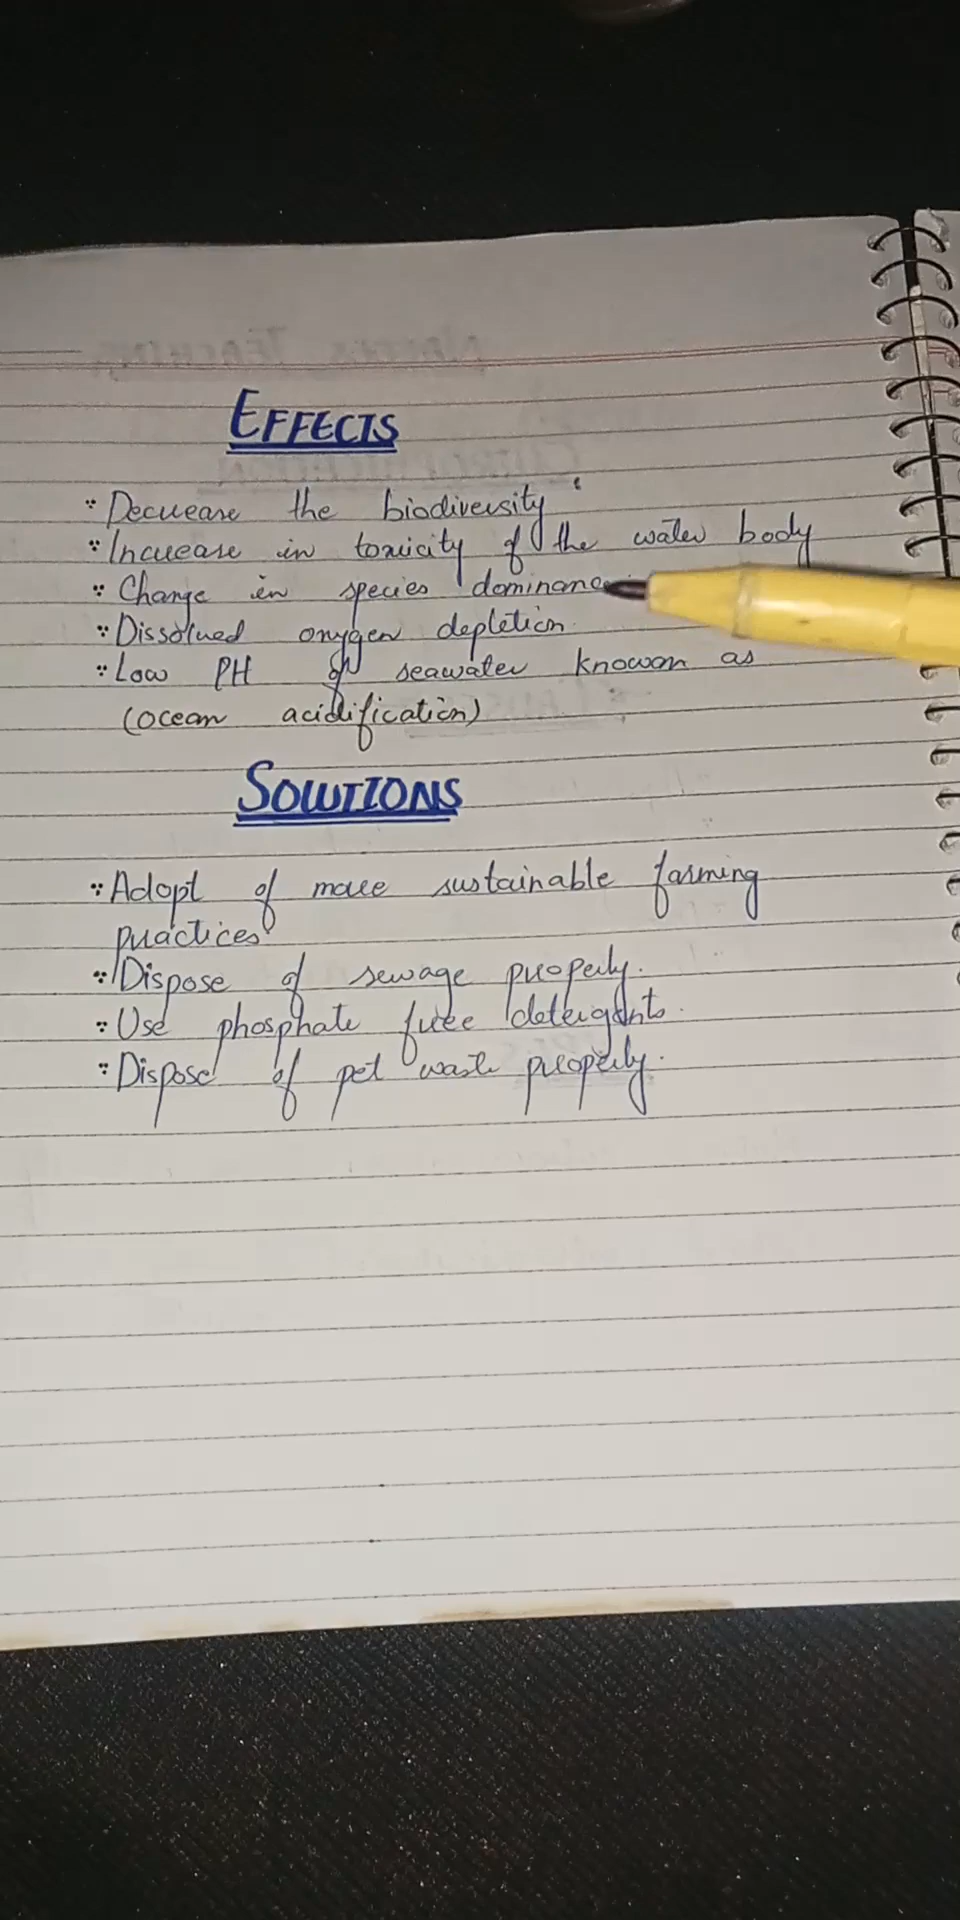 EFFECTS
Decrease the biodiversity
Increase in toxicity of the water body
Change in species dominance
Dissolved oxygen depletion.
Low PH of seawater knowon as
(ocean acidification)
SOLUTIONS
Adopt of more sustainable farming
practices
Dispose of sewage properly.
Use phosphate free detergents.
Dispose of pet waste properly.